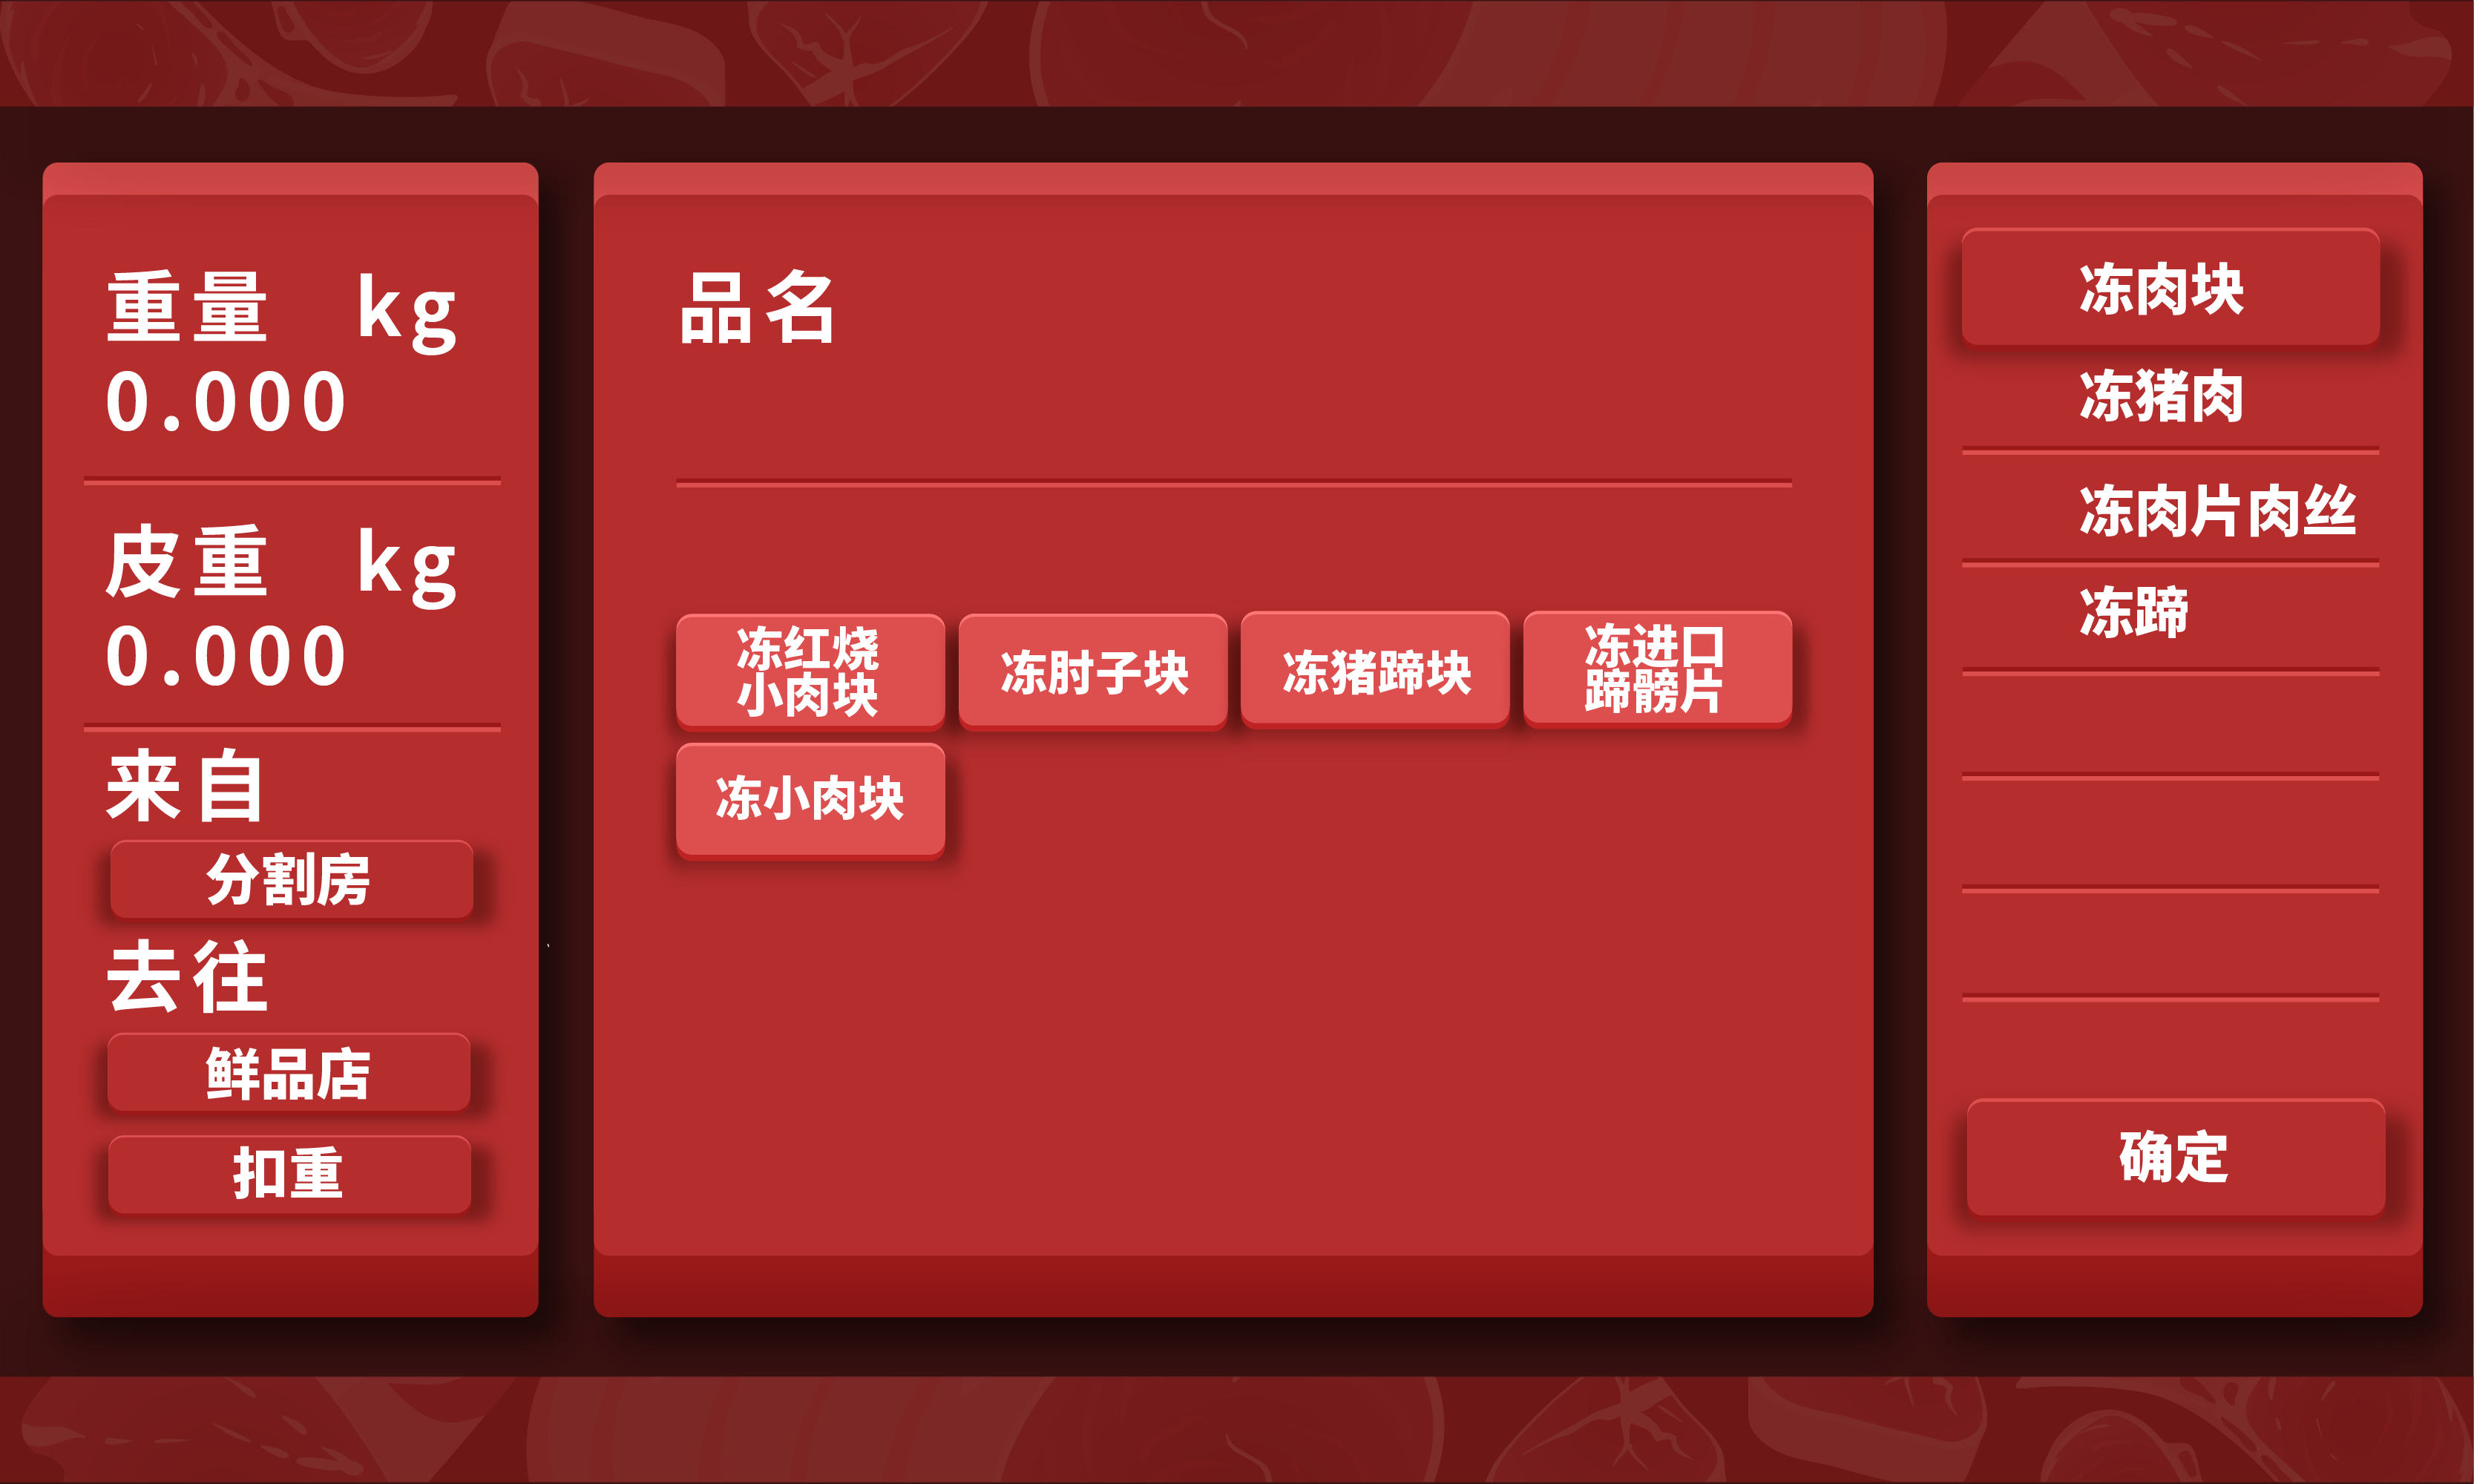 重量 kg
0.000
皮重 kg
0.000
来自
分割房
去往
鲜品店
扣重
品名
冻红烧
小肉块
冻肘子块
冻猪蹄块
冻进口
蹄髈片
冻小肉块
冻肉块
冻猪肉
冻肉片肉丝
冻蹄
确定